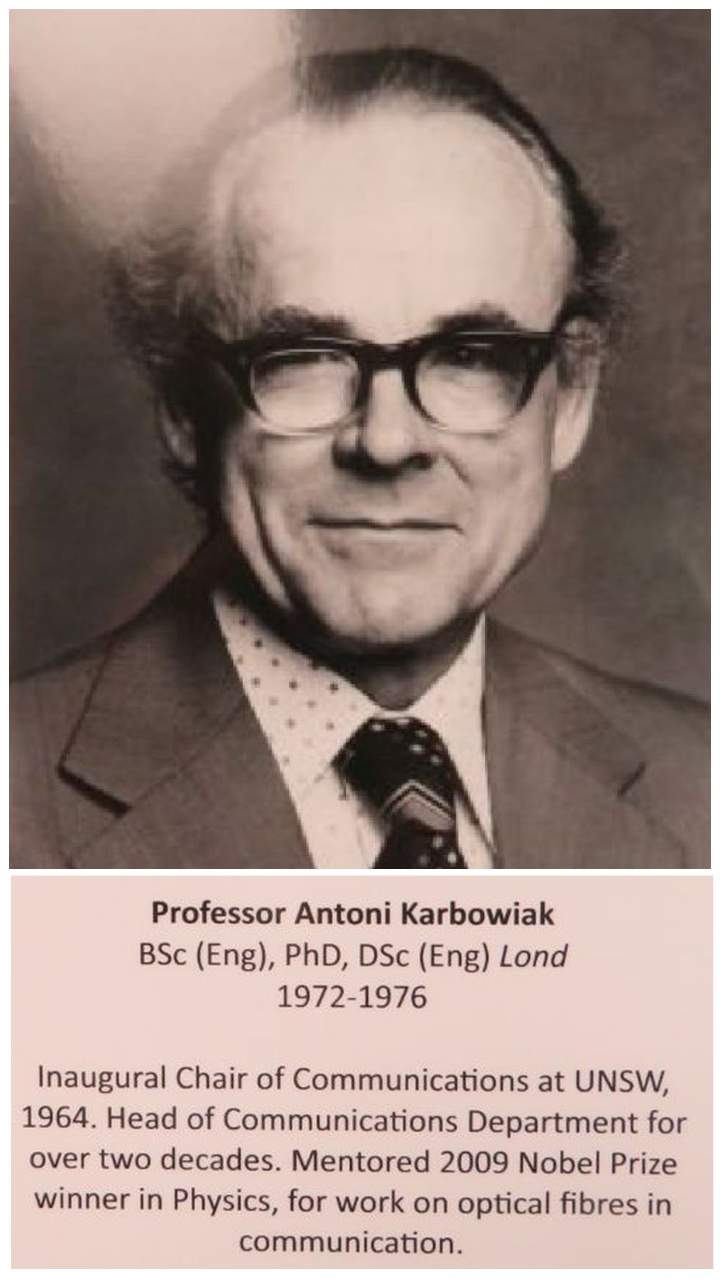 Professor Antoni Karbowiak
BSc (Eng), PhD, DSc (Eng) Lond
1972-1976
Inaugural Chair of Communications at UNSW,
1964. Head of Communications Department for
over two decades. Mentored 2009 Nobel Prize
winner in Physics, for work on optical fibres in
communication.